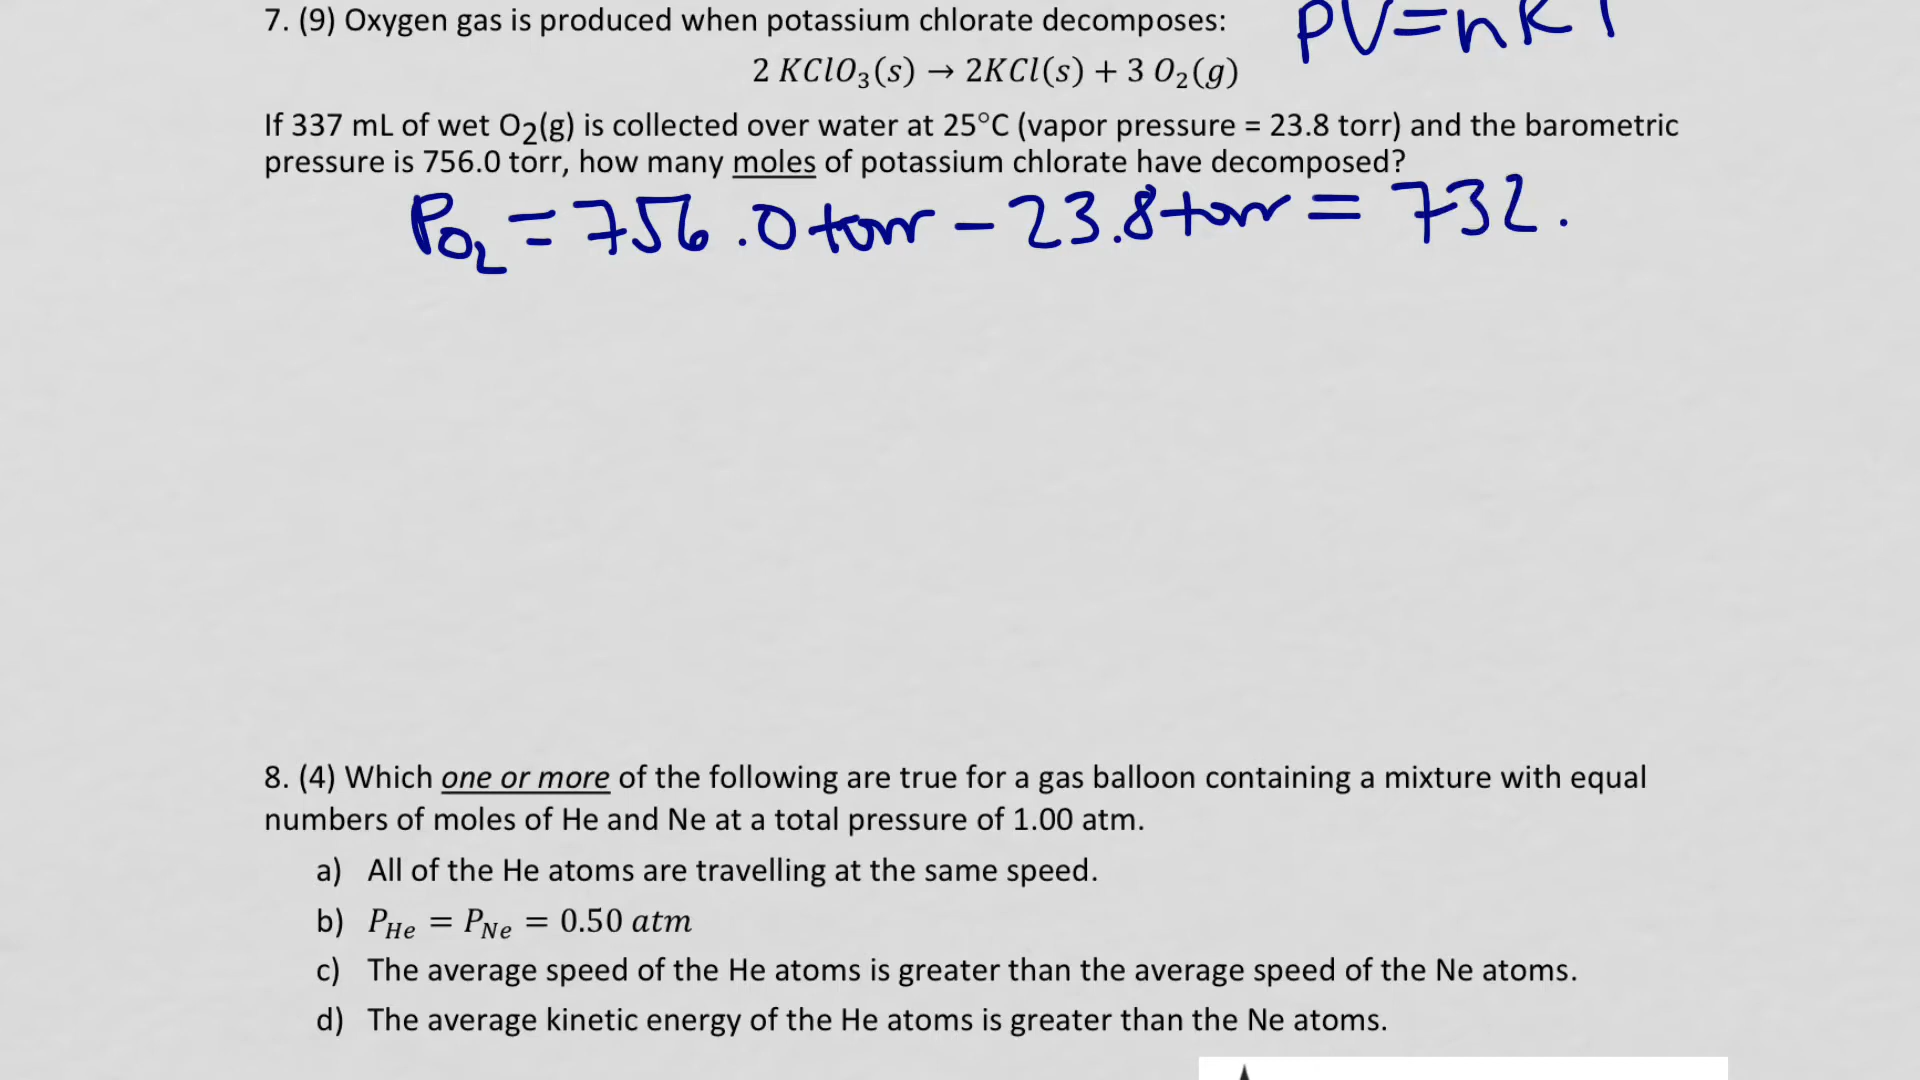 7. (9) Oxygen gas is produced when potassium chlorate decomposes:
PV=nRT
2 KClO₃(s) → 2KCl(s) + 3 O₂(g)
If 337 mL of wet O₂(g) is collected over water at 25°C (vapor pressure = 23.8 torr) and the barometric
pressure is 756.0 torr, how many moles of potassium chlorate have decomposed?
P_O₂ = 756.0 torr − 23.8 torr = 732.
8. (4) Which one or more of the following are true for a gas balloon containing a mixture with equal
numbers of moles of He and Ne at a total pressure of 1.00 atm.
a) All of the He atoms are travelling at the same speed.
b) P_He = P_Ne = 0.50 atm
c) The average speed of the He atoms is greater than the average speed of the Ne atoms.
d) The average kinetic energy of the He atoms is greater than the Ne atoms.